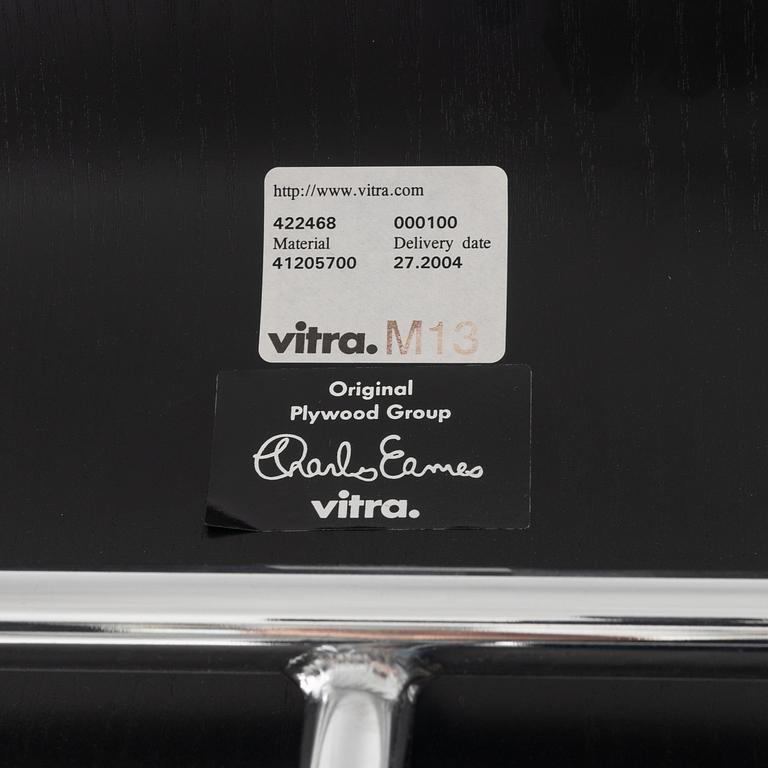 http://www.vitra.com
422468 000100
Material Delivery date
41205700 27.2004
vitra. M13
Original
Plywood Group
Charles Eames
vitra.